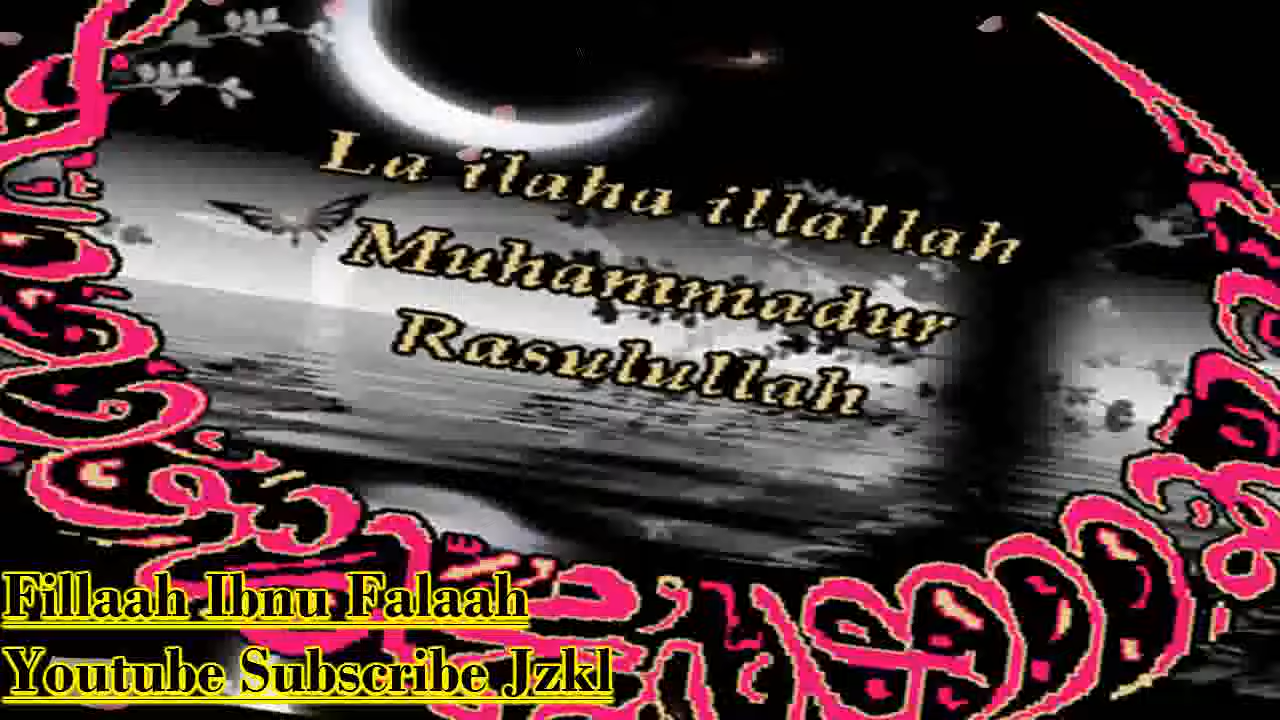 La ilaha illallah
Muhammadur
Rasulullah
Fillaah Ibnu Falaah
Youtube Subscribe Jzkl